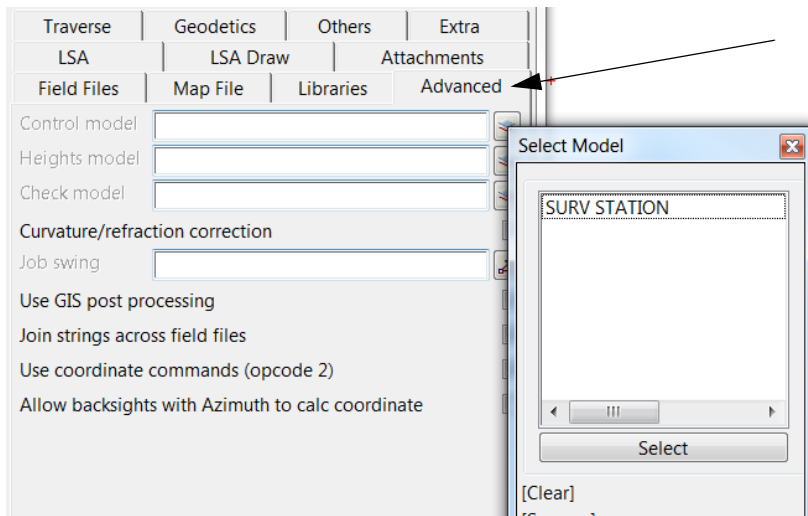 Traverse Geodetics Others Extra
LSA LSA Draw Attachments
Field Files Map File Libraries Advanced
Control model
Heights model
Check model
Curvature/refraction correction
Job swing
Use GIS post processing
Join strings across field files
Use coordinate commands (opcode 2)
Allow backsights with Azimuth to calc coordinate
Select Model
SURV STATION
Select
[Clear]